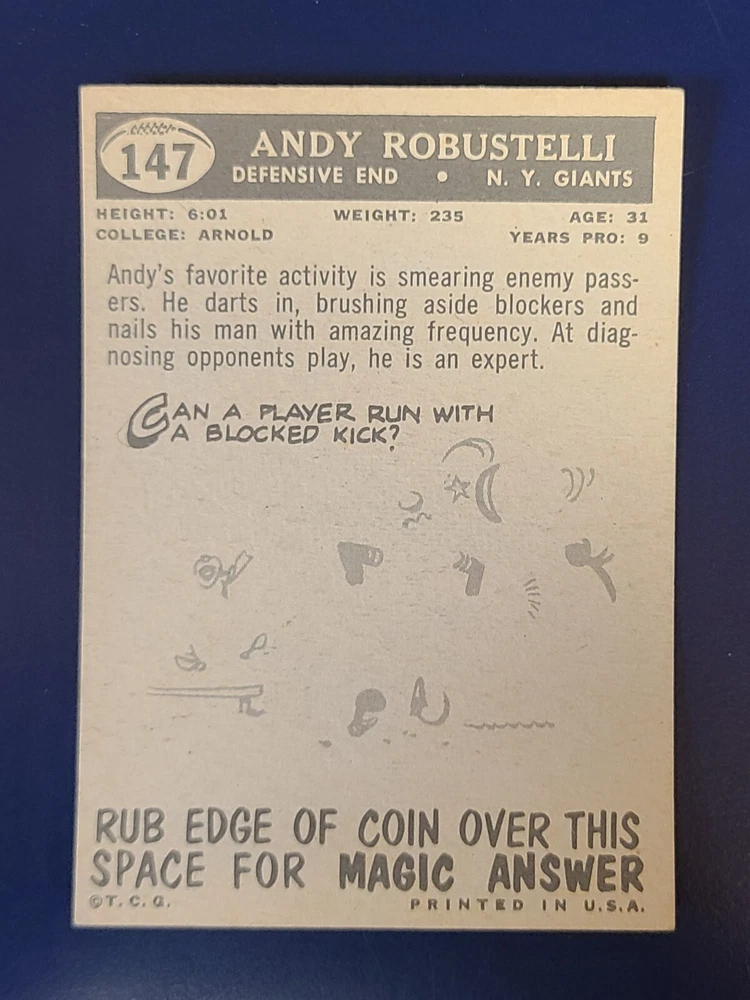 147
ANDY ROBUSTELLI
DEFENSIVE END • N. Y. GIANTS
HEIGHT: 6:01 WEIGHT: 235 AGE: 31
COLLEGE: ARNOLD YEARS PRO: 9
Andy's favorite activity is smearing enemy pass-
ers. He darts in, brushing aside blockers and
nails his man with amazing frequency. At diag-
nosing opponents play, he is an expert.
CAN A PLAYER RUN WITH
A BLOCKED KICK?
RUB EDGE OF COIN OVER THIS
SPACE FOR MAGIC ANSWER
©T. C. G. PRINTED IN U.S.A.